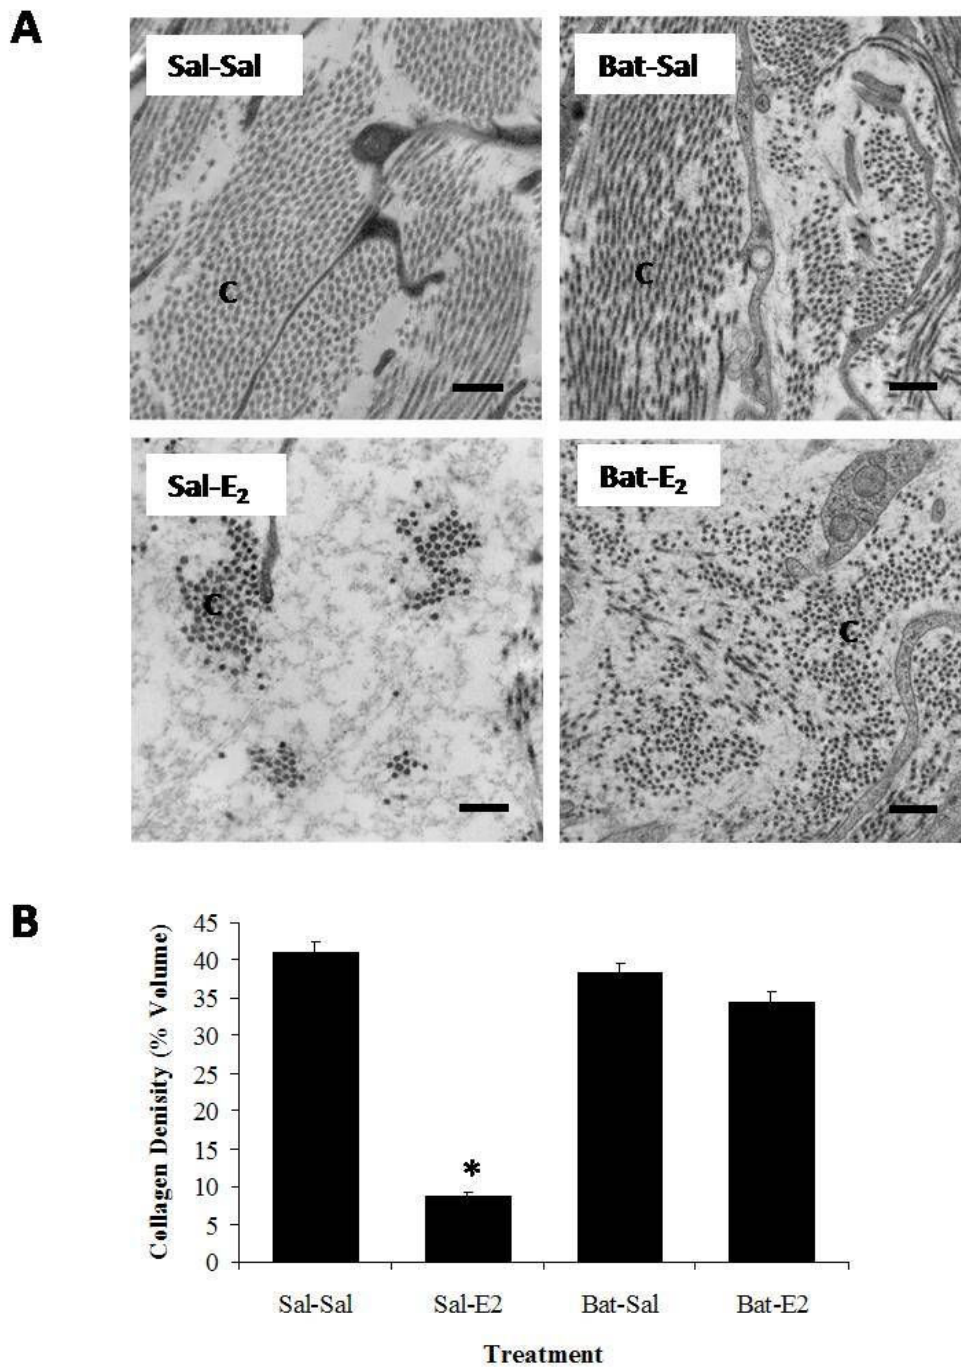 A
Sal-Sal
Bat-Sal
C
C
Sal-E₂
Bat-E₂
C
C
B
Collagen Denisity (% Volume)
45
40
35
30
25
20
15
10
5
0
*
Sal-Sal Sal-E2 Bat-Sal Bat-E2
Treatment